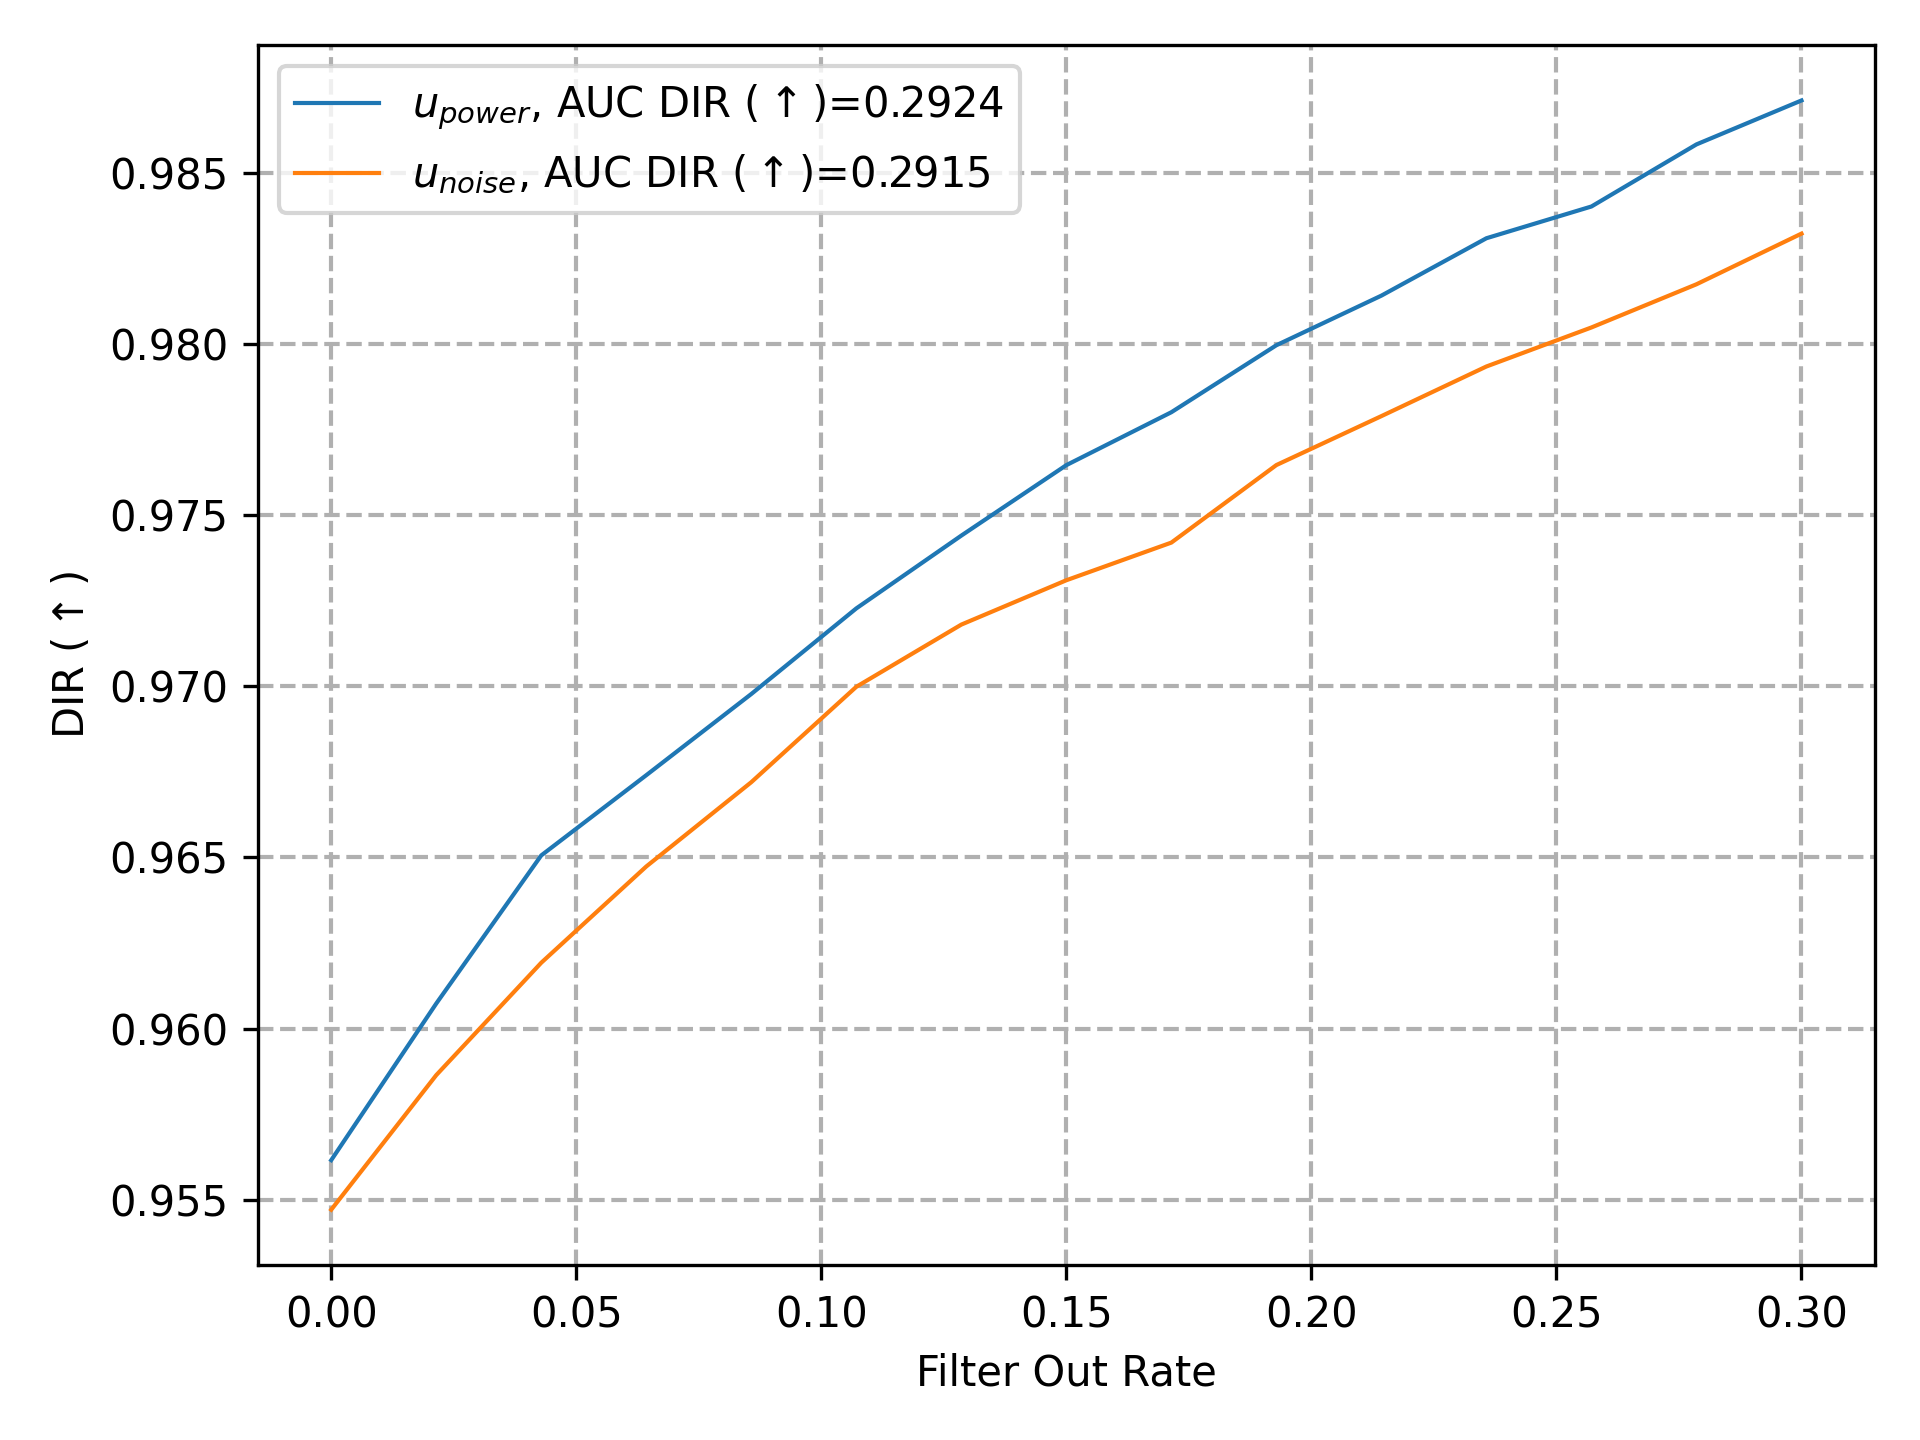 u_power, AUC DIR (↑)=0.2924
u_noise, AUC DIR (↑)=0.2915
0.985
0.980
0.975
0.970
0.965
0.960
0.955
DIR (↑)
0.00 0.05 0.10 0.15 0.20 0.25 0.30
Filter Out Rate